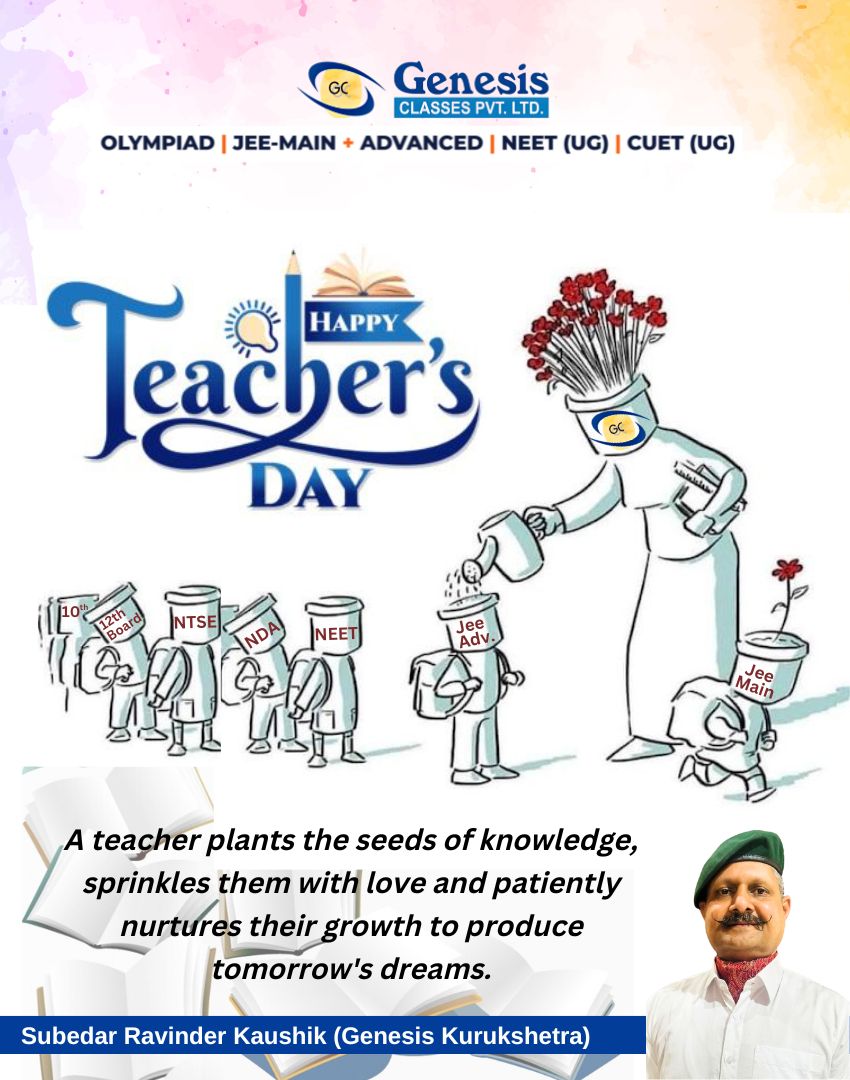 GC
Genesis
CLASSES PVT. LTD.
OLYMPIAD | JEE-MAIN + ADVANCED | NEET (UG) | CUET (UG)
HAPPY
Teacher's
DAY
GC
10th
12th
Board
NTSE
NDA
NEET
Jee
Adv.
Jee
Main
A teacher plants the seeds of knowledge,
sprinkles them with love and patiently
nurtures their growth to produce
tomorrow's dreams.
Subedar Ravinder Kaushik (Genesis Kurukshetra)